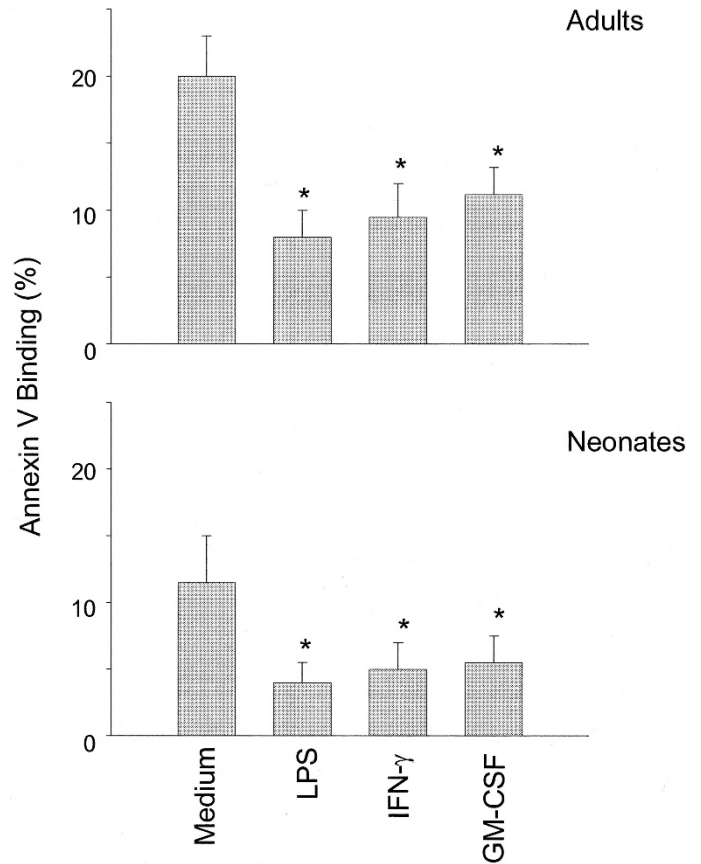 Adults
20
10
0
*
*
*
Annexin V Binding (%)
Neonates
20
10
0
*
*
*
Medium
LPS
IFN-γ
GM-CSF